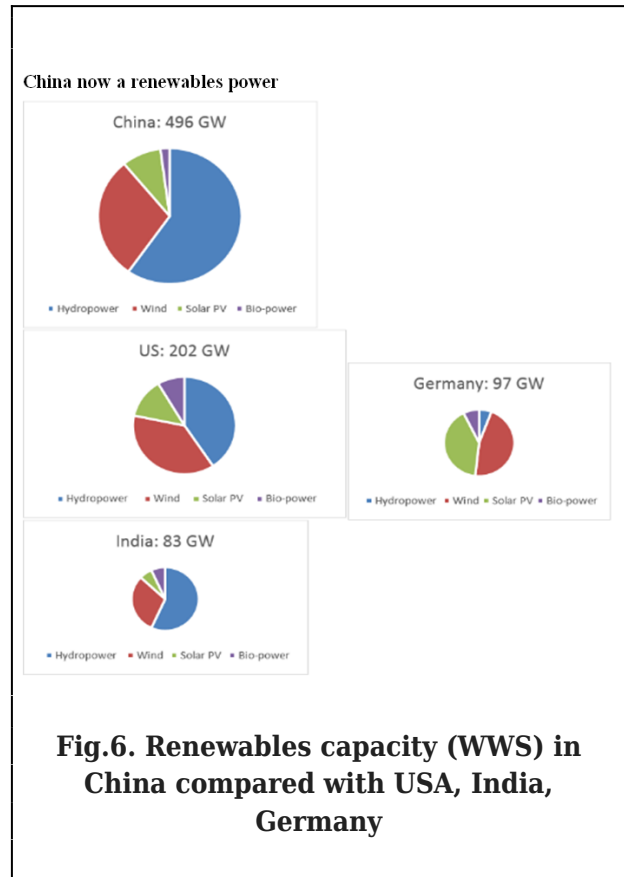 China now a renewables power
China: 496 GW
Hydropower Wind Solar PV Bio-power
US: 202 GW
Hydropower Wind Solar PV Bio-power
Germany: 97 GW
Hydropower Wind Solar PV Bio-power
India: 83 GW
Hydropower Wind Solar PV Bio-power
Fig.6. Renewables capacity (WWS) in
China compared with USA, India,
Germany